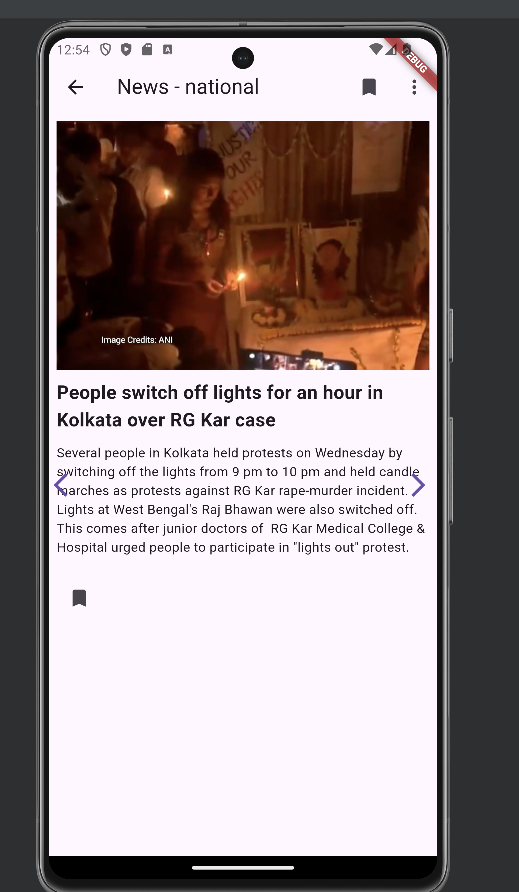 12:54
DEBUG
News - national
JUSTICE
OUR
Image Credits: ANI
People switch off lights for an hour in
Kolkata over RG Kar case
Several people in Kolkata held protests on Wednesday by
switching off the lights from 9 pm to 10 pm and held candle
marches as protests against RG Kar rape-murder incident.
Lights at West Bengal's Raj Bhawan were also switched off.
This comes after junior doctors of  RG Kar Medical College &
Hospital urged people to participate in "lights out" protest.